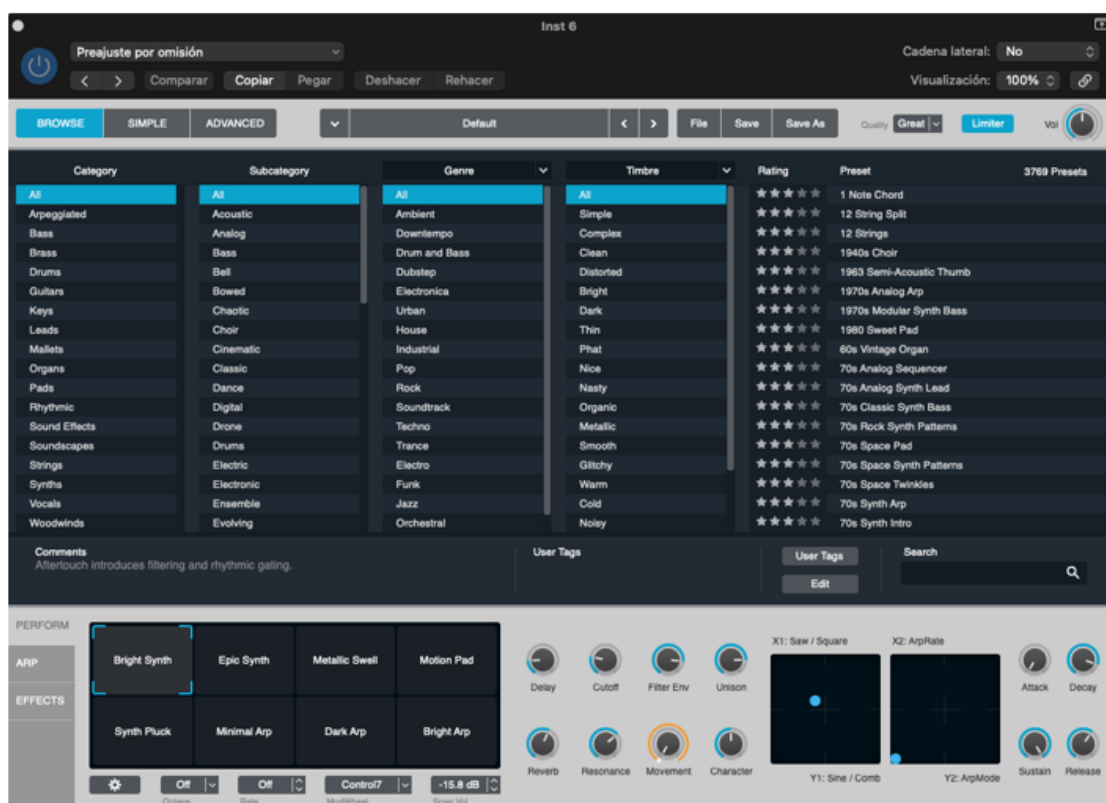 Inst 6
Preajuste por omisión
Cadena lateral: No
Comparar Copiar Pegar Deshacer Rehacer
Visualización: 100%
BROWSE SIMPLE ADVANCED Default File Save Save As Quality Great Limiter Vol
Category Subcategory Genre Timbre Rating Preset 3769 Presets
All All All All 1 Note Chord
Arpeggiated Acoustic Ambient Simple 12 String Split
Bass Analog Downtempo Complex 12 Strings
Brass Bass Drum and Bass Clean 1940s Choir
Drums Bell Dubstep Distorted 1963 Semi-Acoustic Thumb
Guitars Bowed Electronica Bright 1970s Analog Arp
Keys Chaotic Urban Dark 1970s Modular Synth Bass
Leads Choir House Thin 1980 Sweet Pad
Mallets Cinematic Industrial Phat 60s Vintage Organ
Organs Classic Pop Nice 70s Analog Sequencer
Pads Dance Rock Nasty 70s Analog Synth Lead
Rhythmic Digital Soundtrack Organic 70s Classic Synth Bass
Sound Effects Drone Techno Metallic 70s Rock Synth Patterns
Soundscapes Drums Trance Smooth 70s Space Pad
Strings Electric Electro Glitchy 70s Space Synth Patterns
Synths Electronic Funk Warm 70s Space Twinkles
Vocals Ensemble Jazz Cold 70s Synth Arp
Woodwinds Evolving Orchestral Noisy 70s Synth Intro
Comments User Tags User Tags Search
Aftertouch introduces filtering and rhythmic gating.
Edit
PERFORM
X1: Saw / Square X2: ArpRate
ARP Bright Synth Epic Synth Metallic Swell Motion Pad
Delay Cutoff Filter Env Unison Attack Decay
EFFECTS
Synth Pluck Minimal Arp Dark Arp Bright Arp
Reverb Resonance Movement Character Y1: Sine / Comb Y2: ArpMode Sustain Release
Off Off Control7 -15.8 dB
Octave Rate ModWheel Snap Vol